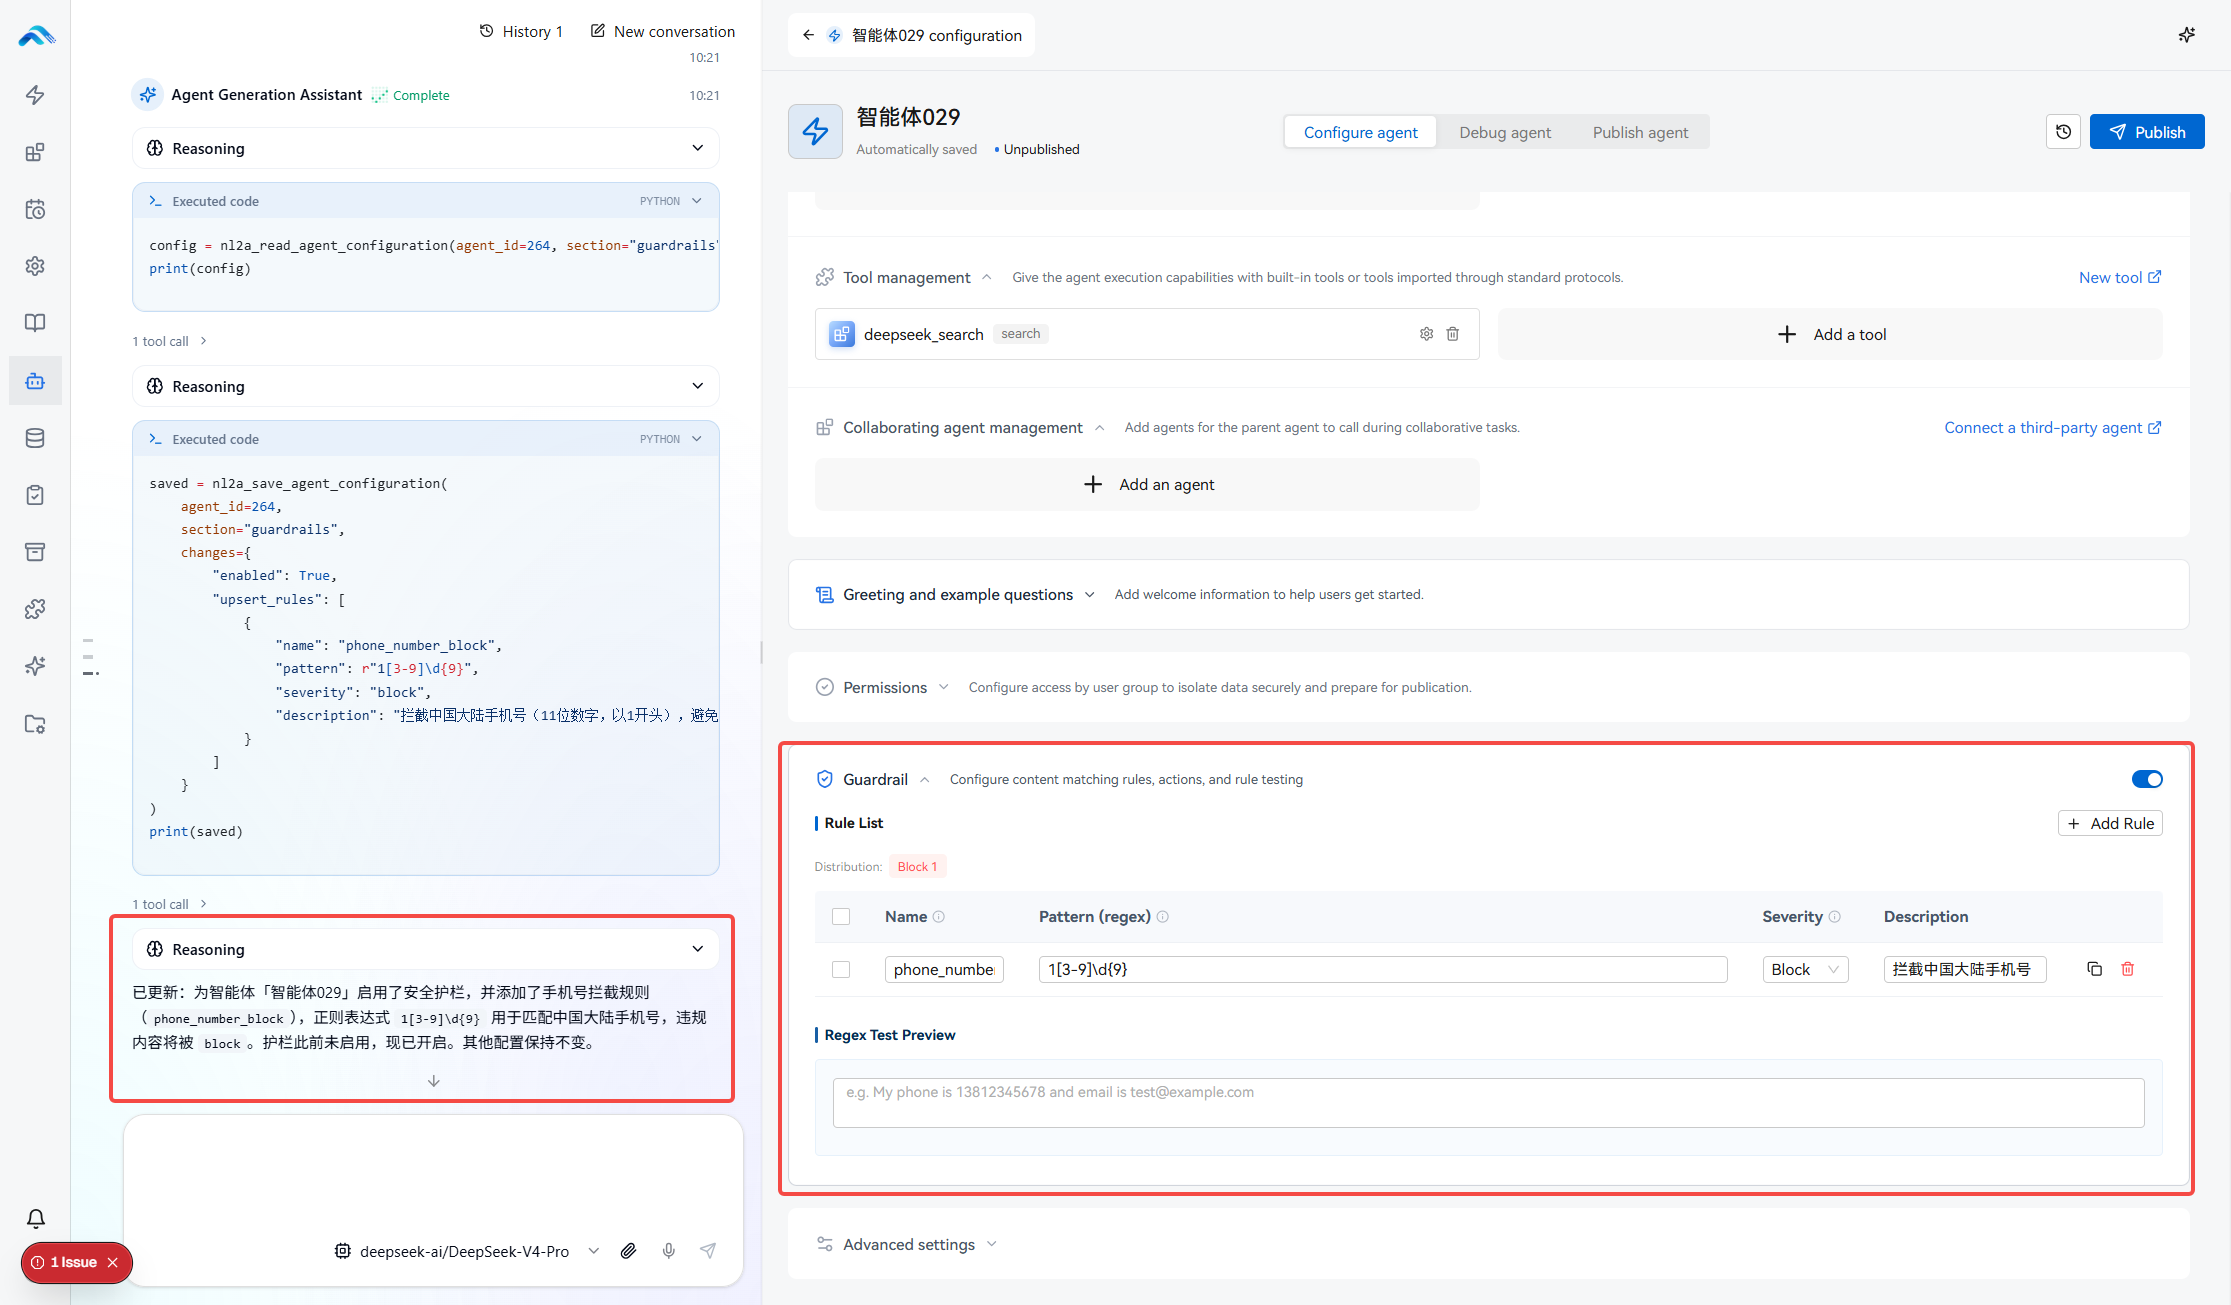 History 1
New conversation
10:21
Agent Generation Assistant
Complete
10:21
Reasoning
Executed code
PYTHON
config = nl2a_read_agent_configuration(agent_id=264, section="guardrails"
print(config)
1 tool call
Reasoning
Executed code
PYTHON
saved = nl2a_save_agent_configuration(
agent_id=264,
section="guardrails",
changes={
"enabled": True,
"upsert_rules": [
{
"name": "phone_number_block",
"pattern": r"1[3-9]\d{9}",
"severity": "block",
"description": "拦截中国大陆手机号（11位数字，以1开头），避免
}
]
}
)
print(saved)
1 tool call
Reasoning
已更新：为智能体「智能体029」启用了安全护栏，并添加了手机号拦截规则
（ phone_number_block ），正则表达式 1[3-9]\d{9} 用于匹配中国大陆手机号，违规
内容将被 block 。护栏此前未启用，现已开启。其他配置保持不变。
deepseek-ai/DeepSeek-V4-Pro
1 Issue
智能体029 configuration
智能体029
Automatically saved
Unpublished
Configure agent
Debug agent
Publish agent
Publish
Tool management
Give the agent execution capabilities with built-in tools or tools imported through standard protocols.
New tool
deepseek_search
search
Add a tool
Collaborating agent management
Add agents for the parent agent to call during collaborative tasks.
Connect a third-party agent
Add an agent
Greeting and example questions
Add welcome information to help users get started.
Permissions
Configure access by user group to isolate data securely and prepare for publication.
Guardrail
Configure content matching rules, actions, and rule testing
Rule List
Add Rule
Distribution:
Block 1
Name
Pattern (regex)
Severity
Description
phone_number
1[3-9]\d{9}
Block
拦截中国大陆手机号
Regex Test Preview
e.g. My phone is 13812345678 and email is test@example.com
Advanced settings